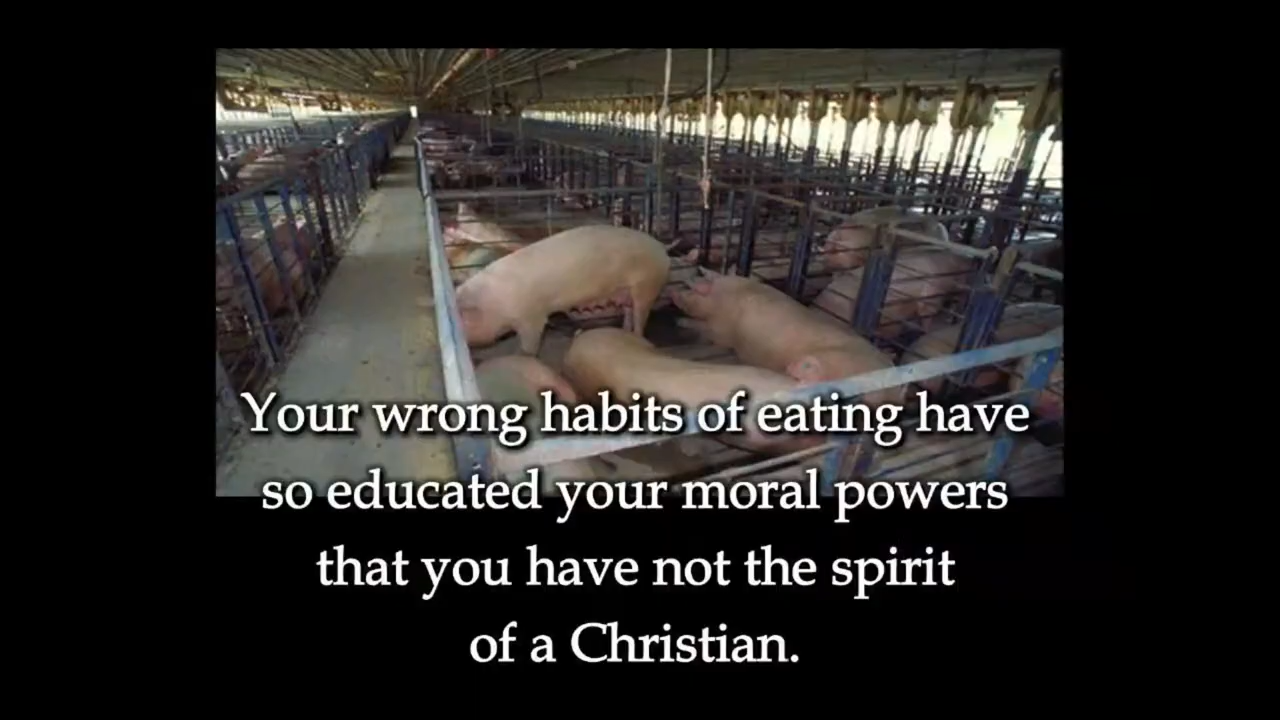 Your wrong habits of eating have
so educated your moral powers
that you have not the spirit
of a Christian.